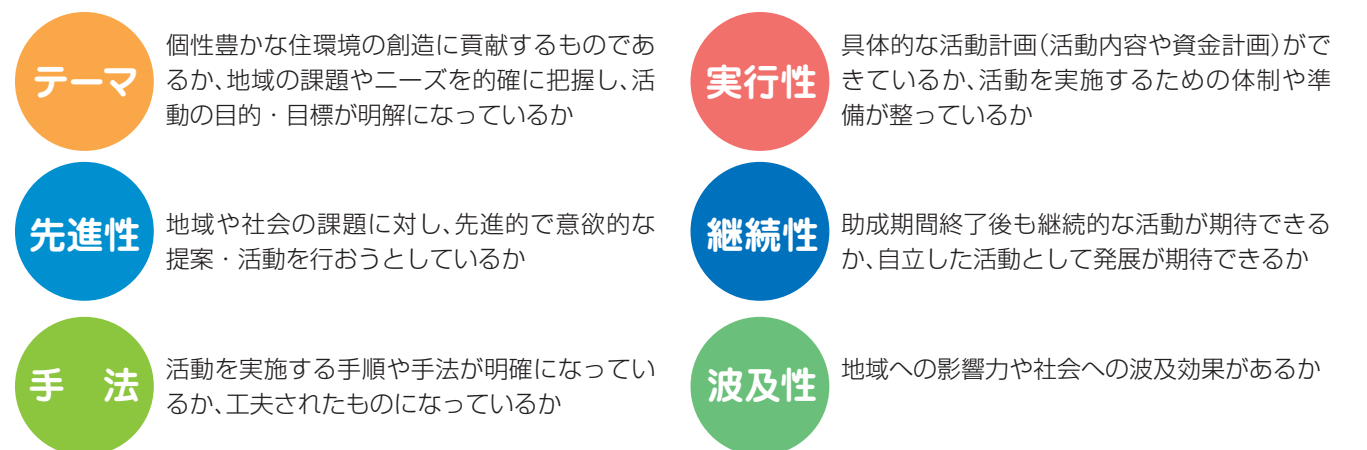 テーマ
個性豊かな住環境の創造に貢献するものであ
るか、地域の課題やニーズを的確に把握し、活
動の目的・目標が明解になっているか
先進性
地域や社会の課題に対し、先進的で意欲的な
提案・活動を行おうとしているか
手　法
活動を実施する手順や手法が明確になってい
るか、工夫されたものになっているか
実行性
具体的な活動計画(活動内容や資金計画)がで
きているか、活動を実施するための体制や準
備が整っているか
継続性
助成期間終了後も継続的な活動が期待できる
か、自立した活動として発展が期待できるか
波及性
地域への影響力や社会への波及効果があるか